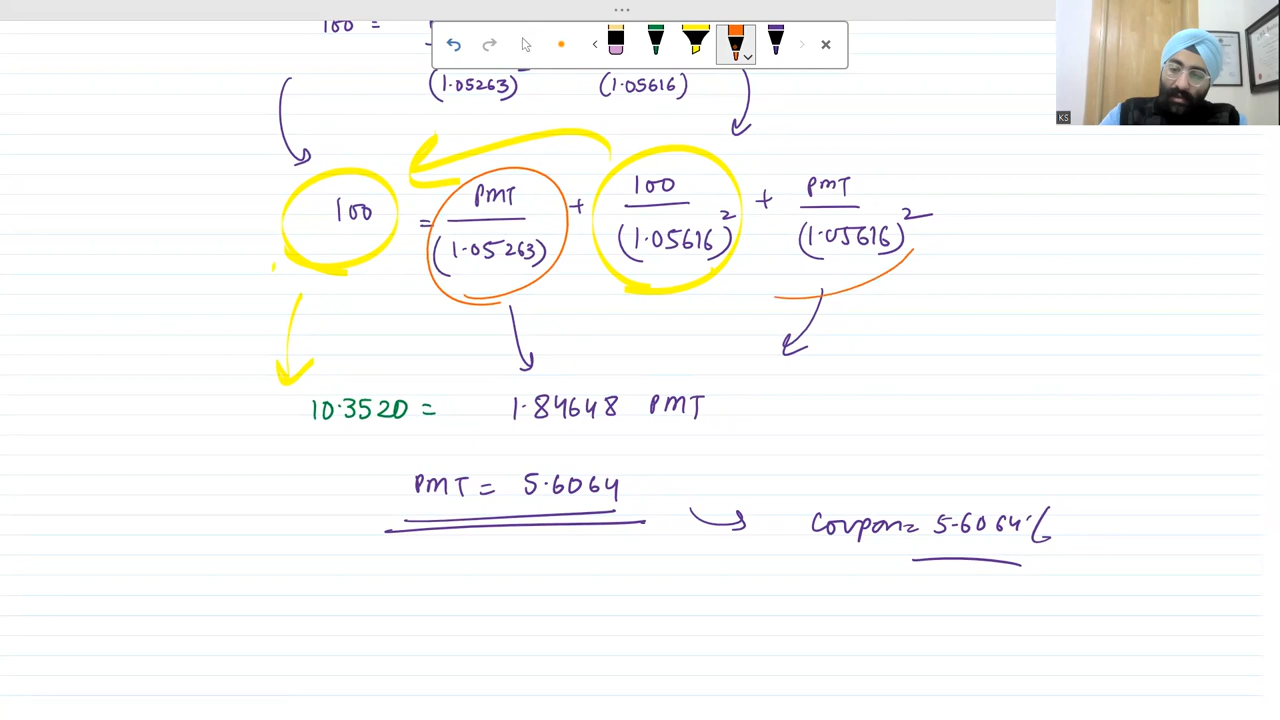 100 =
(1.05263) (1.05616)
100 = PMT/(1.05263) + 100/(1.05616)² + PMT/(1.05616)²
10.3520 = 1.84648 PMT
PMT = 5.6064
Coupon = 5.6064%
KS